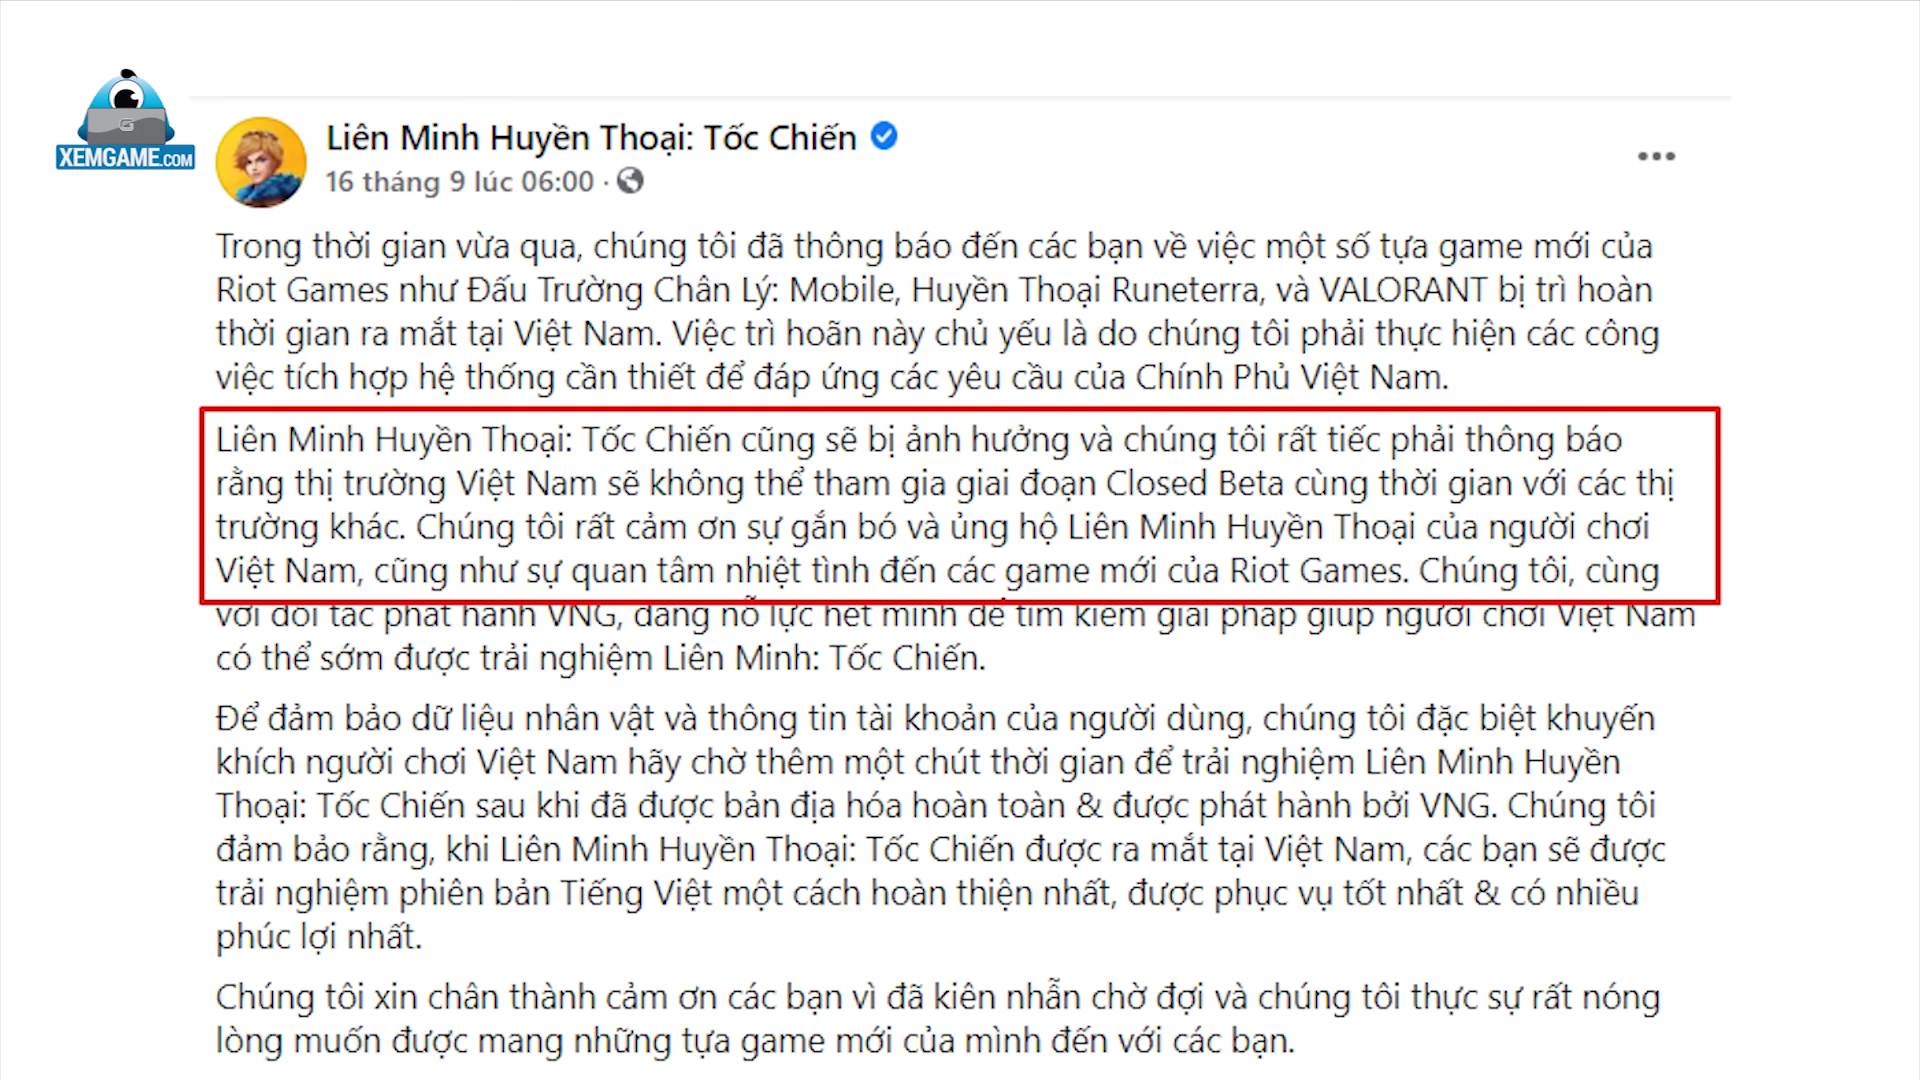 XEMGAME.COM
Liên Minh Huyền Thoại: Tốc Chiến
16 tháng 9 lúc 06:00 ·
Trong thời gian vừa qua, chúng tôi đã thông báo đến các bạn về việc một số tựa game mới của
Riot Games như Đấu Trường Chân Lý: Mobile, Huyền Thoại Runeterra, và VALORANT bị trì hoàn
thời gian ra mắt tại Việt Nam. Việc trì hoãn này chủ yếu là do chúng tôi phải thực hiện các công
việc tích hợp hệ thống cần thiết để đáp ứng các yêu cầu của Chính Phủ Việt Nam.
Liên Minh Huyền Thoại: Tốc Chiến cũng sẽ bị ảnh hưởng và chúng tôi rất tiếc phải thông báo
rằng thị trường Việt Nam sẽ không thể tham gia giai đoạn Closed Beta cùng thời gian với các thị
trường khác. Chúng tôi rất cảm ơn sự gắn bó và ủng hộ Liên Minh Huyền Thoại của người chơi
Việt Nam, cũng như sự quan tâm nhiệt tình đến các game mới của Riot Games. Chúng tôi, cùng
với đối tác phát hành VNG, đang nỗ lực hết mình để tìm kiếm giải pháp giúp người chơi Việt Nam
có thể sớm được trải nghiệm Liên Minh: Tốc Chiến.
Để đảm bảo dữ liệu nhân vật và thông tin tài khoản của người dùng, chúng tôi đặc biệt khuyến
khích người chơi Việt Nam hãy chờ thêm một chút thời gian để trải nghiệm Liên Minh Huyền
Thoại: Tốc Chiến sau khi đã được bản địa hóa hoàn toàn & được phát hành bởi VNG. Chúng tôi
đảm bảo rằng, khi Liên Minh Huyền Thoại: Tốc Chiến được ra mắt tại Việt Nam, các bạn sẽ được
trải nghiệm phiên bản Tiếng Việt một cách hoàn thiện nhất, được phục vụ tốt nhất & có nhiều
phúc lợi nhất.
Chúng tôi xin chân thành cảm ơn các bạn vì đã kiên nhẫn chờ đợi và chúng tôi thực sự rất nóng
lòng muốn được mang những tựa game mới của mình đến với các bạn.